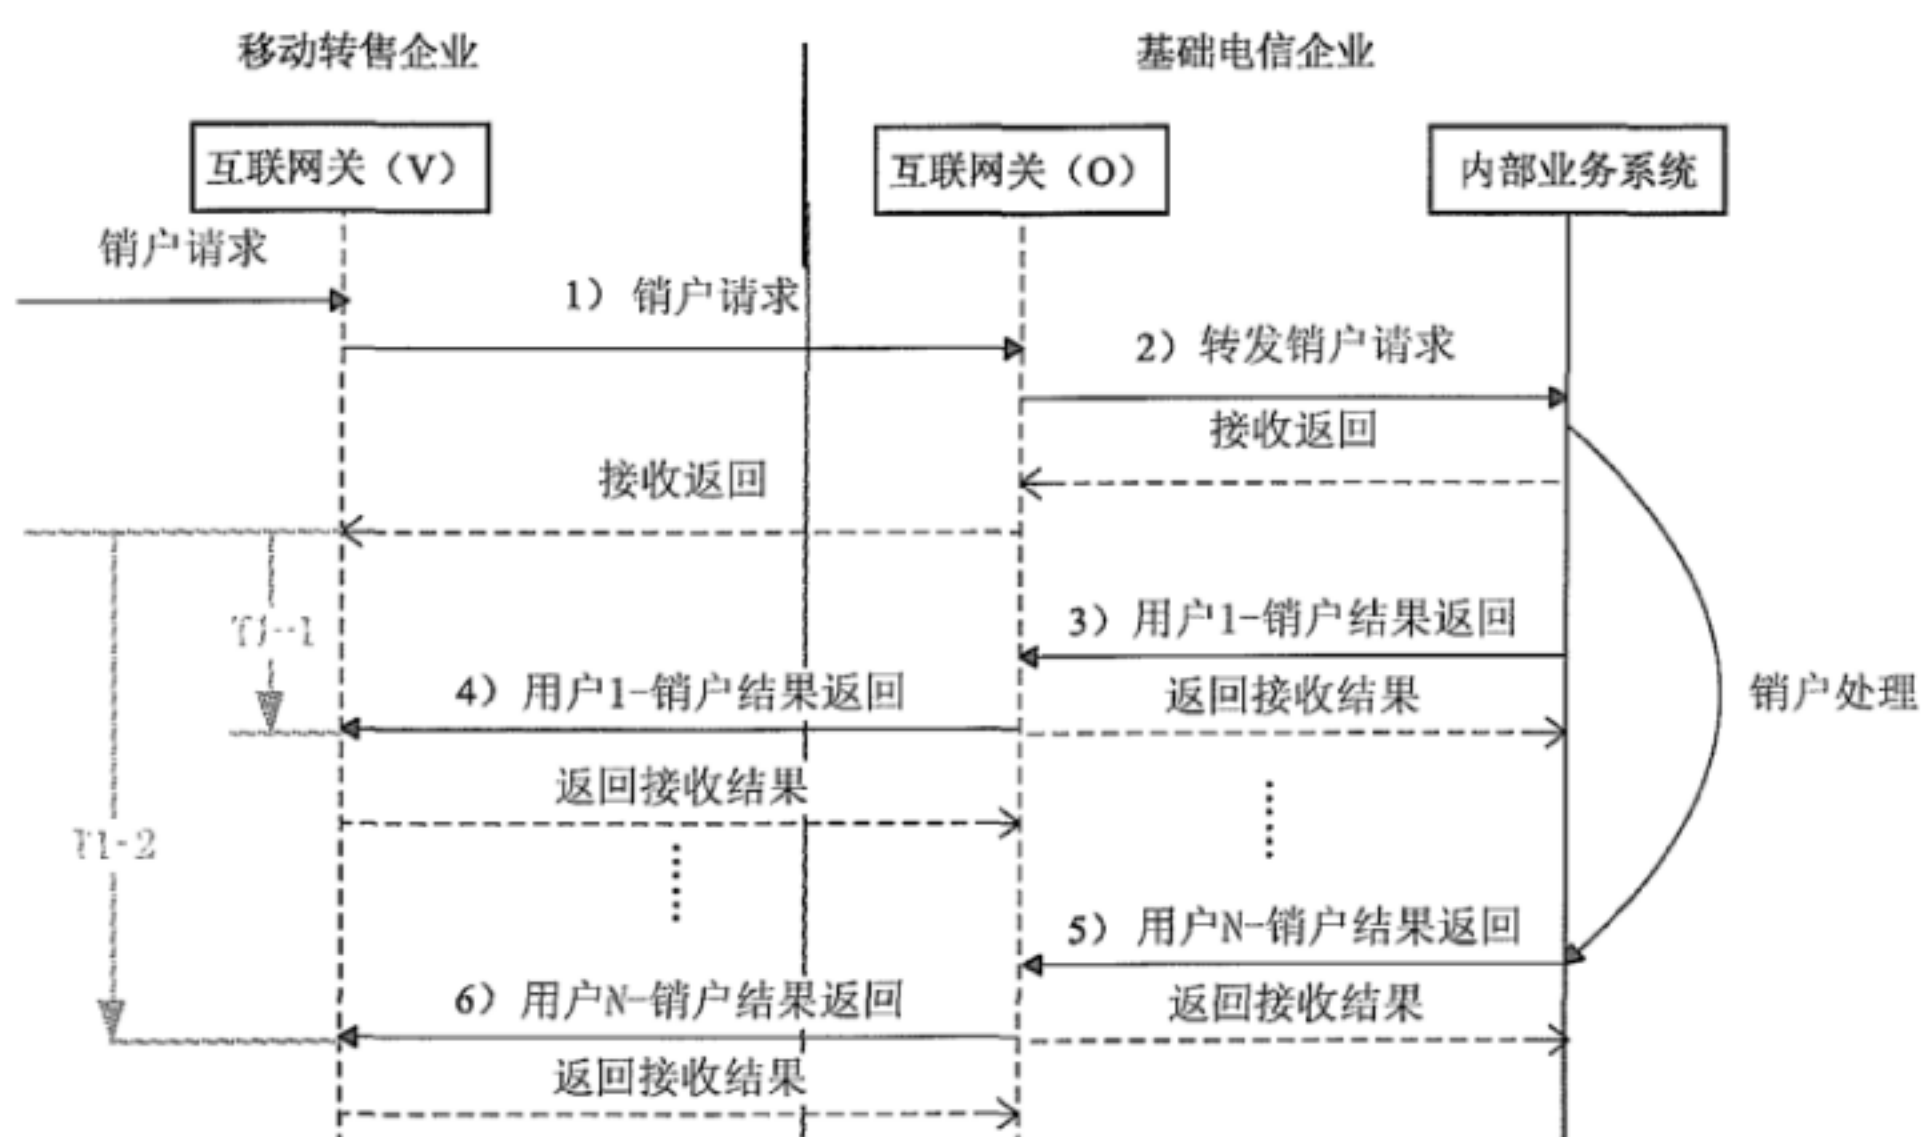 移动转售企业
基础电信企业
互联网关（V）
互联网关（O）
内部业务系统
销户请求
1）销户请求
2）转发销户请求
接收返回
接收返回
3）用户1-销户结果返回
T1-1
4）用户1-销户结果返回
返回接收结果
销户处理
返回接收结果
T1-2
5）用户N-销户结果返回
6）用户N-销户结果返回
返回接收结果
返回接收结果